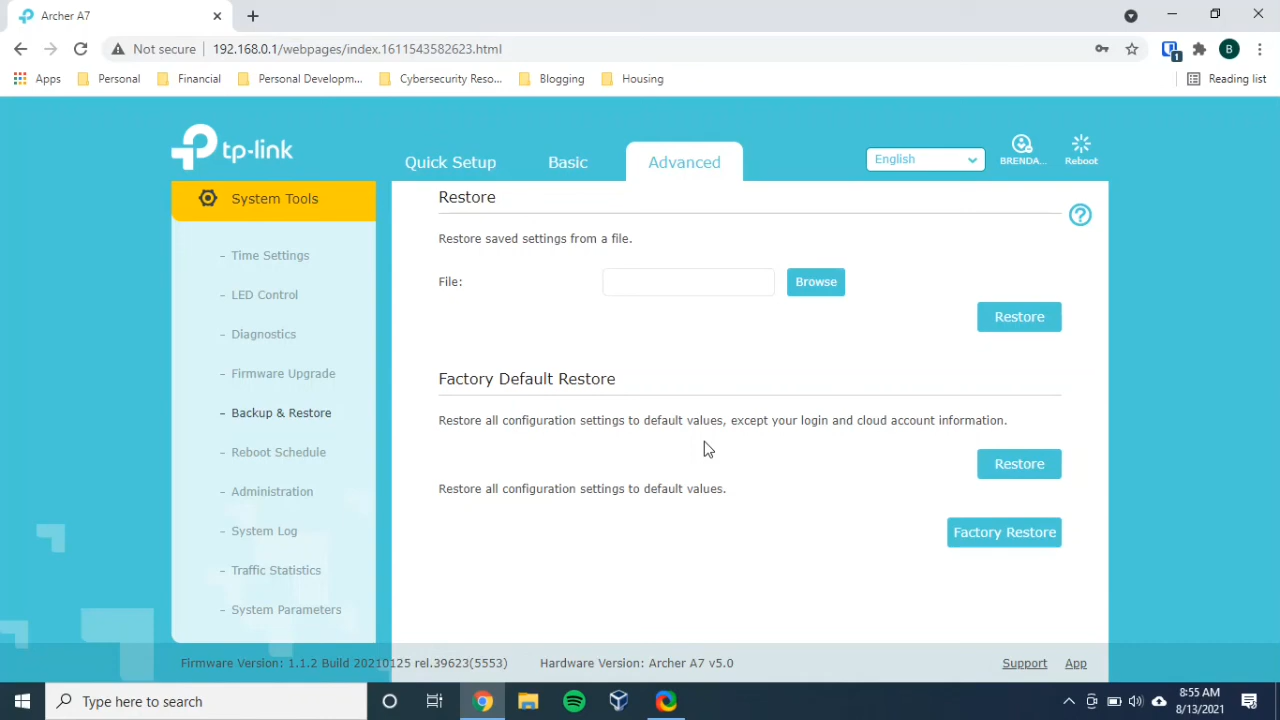 Archer A7
Not secure 192.168.0.1/webpages/index.1611543582623.html
1
B
Apps Personal Financial Personal Developm... Cybersecurity Reso... Blogging Housing Reading list
tp-link
Quick Setup Basic Advanced English BRENDA... Reboot
System Tools
- Time Settings
- LED Control
- Diagnostics
- Firmware Upgrade
- Backup & Restore
- Reboot Schedule
- Administration
- System Log
- Traffic Statistics
- System Parameters
Restore
?
Restore saved settings from a file.
File: Browse
Restore
Factory Default Restore
Restore all configuration settings to default values, except your login and cloud account information.
Restore
Restore all configuration settings to default values.
Factory Restore
Firmware Version: 1.1.2 Build 20210125 rel.39623(5553) Hardware Version: Archer A7 v5.0 Support App
Type here to search
8:55 AM
8/13/2021